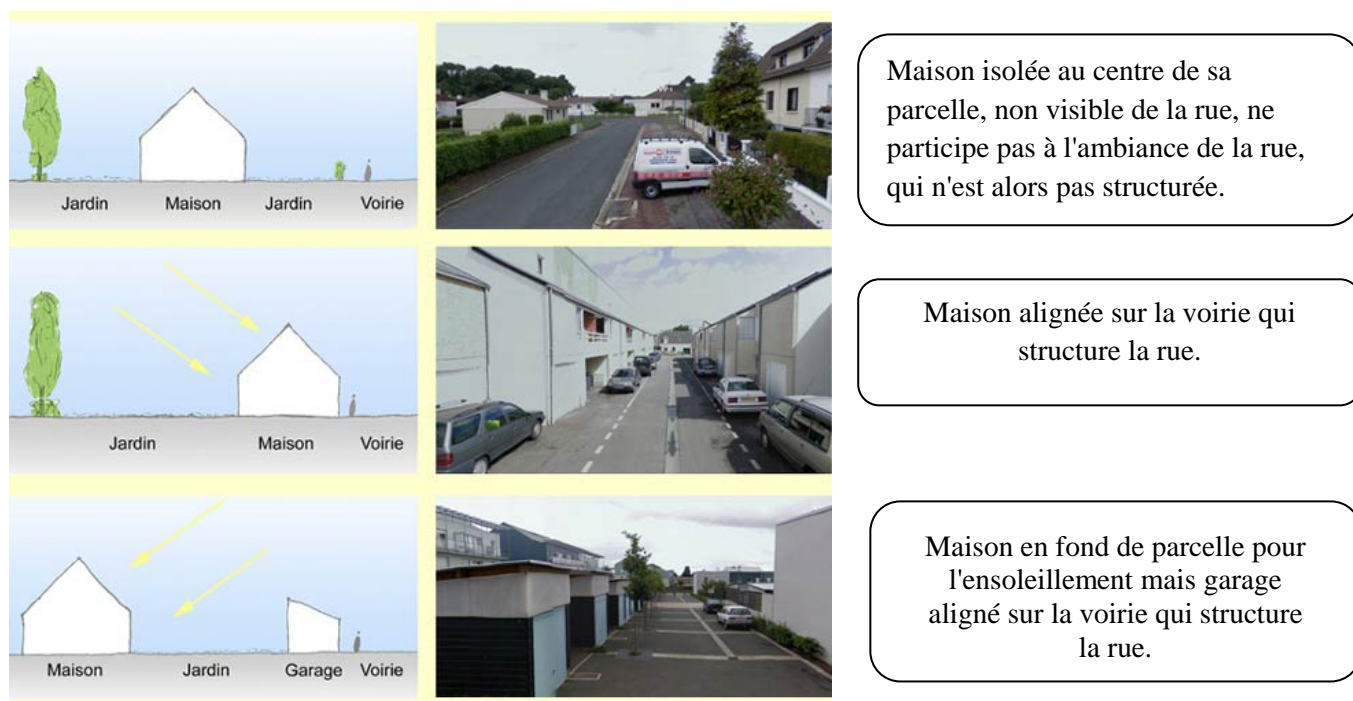 Jardin Maison Jardin Voirie
Maison isolée au centre de sa
parcelle, non visible de la rue, ne
participe pas à l'ambiance de la rue,
qui n'est alors pas structurée.
Jardin Maison Voirie
Maison alignée sur la voirie qui
structure la rue.
Maison Jardin Garage Voirie
Maison en fond de parcelle pour
l'ensoleillement mais garage
aligné sur la voirie qui structure
la rue.